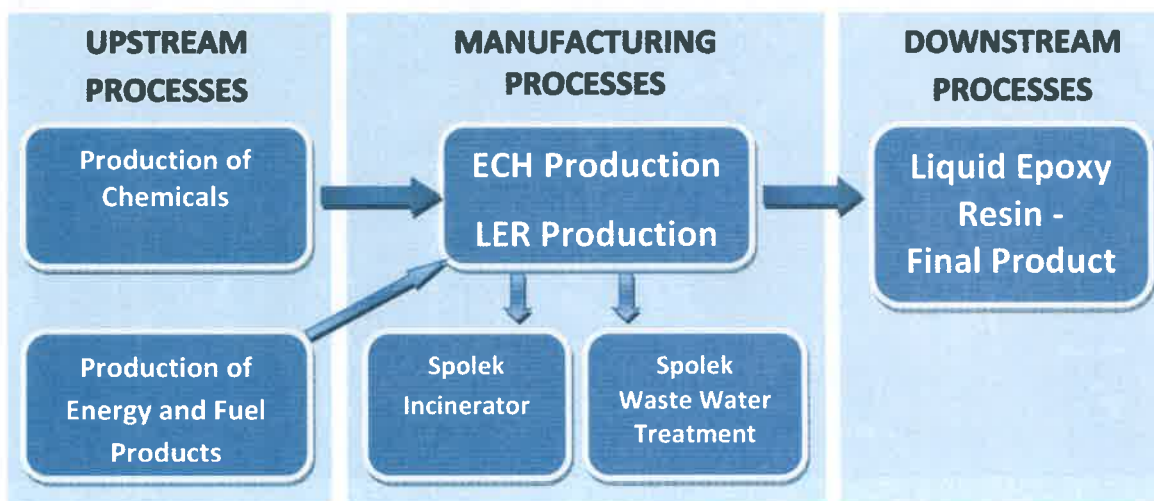 UPSTREAM
PROCESSES
Production of
Chemicals
Production of
Energy and Fuel
Products
MANUFACTURING
PROCESSES
ECH Production
LER Production
Spolek
Incinerator
Spolek
Waste Water
Treatment
DOWNSTREAM
PROCESSES
Liquid Epoxy
Resin -
Final Product